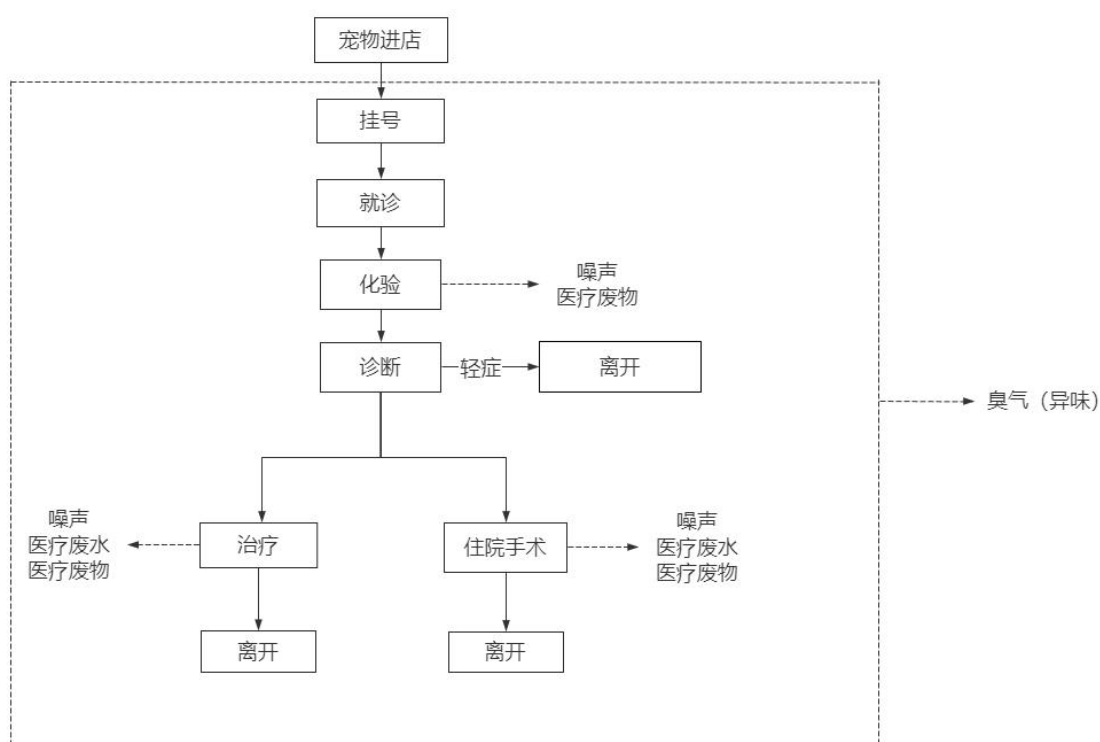 宠物进店
挂号
就诊
化验
噪声
医疗废物
诊断
轻症
离开
臭气（异味）
噪声
医疗废水
医疗废物
治疗
住院手术
噪声
医疗废水
医疗废物
离开
离开